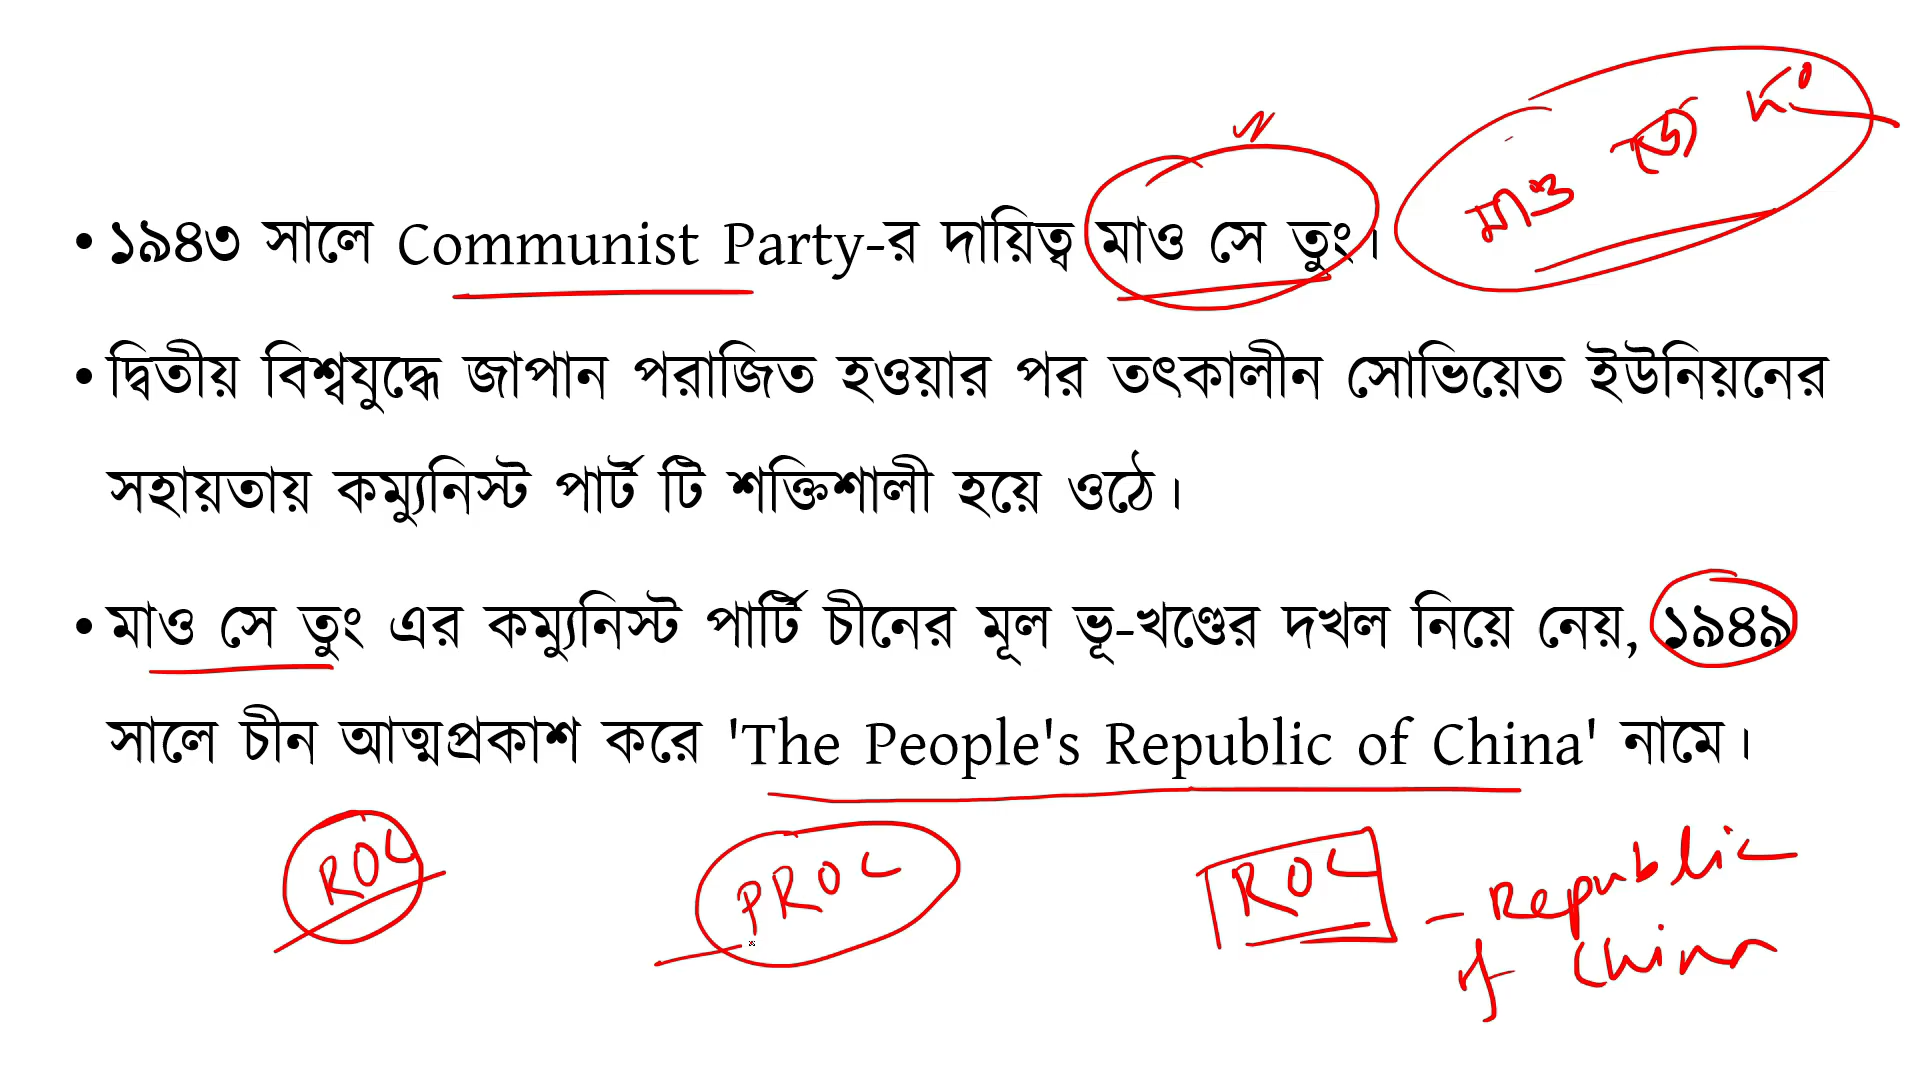 মাও জে দং
• ১৯৪৩ সালে Communist Party-র দায়িত্ব মাও সে তুং।
• দ্বিতীয় বিশ্বযুদ্ধে জাপান পরাজিত হওয়ার পর তৎকালীন সোভিয়েত ইউনিয়নের
সহায়তায় কম্যুনিস্ট পার্ট টি শক্তিশালী হয়ে ওঠে।
• মাও সে তুং এর কম্যুনিস্ট পার্টি চীনের মূল ভূ-খণ্ডের দখল নিয়ে নেয়, ১৯৪৯
সালে চীন আত্মপ্রকাশ করে 'The People's Republic of China' নামে।
ROC PROC ROC - Republic
of China